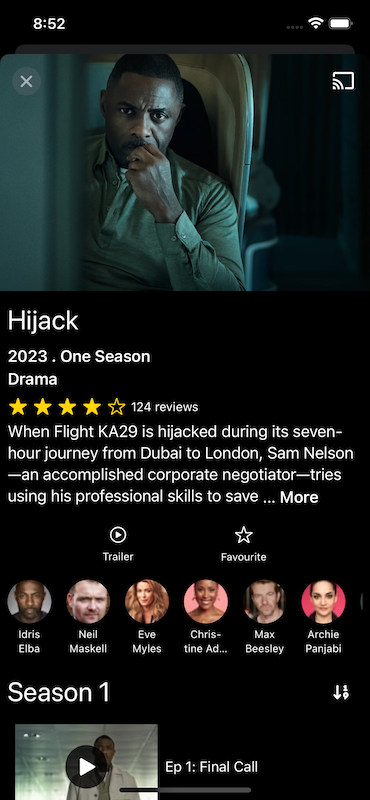 8:52
Hijack
2023 . One Season
Drama
124 reviews
When Flight KA29 is hijacked during its seven-
hour journey from Dubai to London, Sam Nelson
—an accomplished corporate negotiator—tries
using his professional skills to save ... More
Trailer
Favourite
Idris
Elba
Neil
Maskell
Eve
Myles
Chris-
tine Ad...
Max
Beesley
Archie
Panjabi
Season 1
Ep 1: Final Call